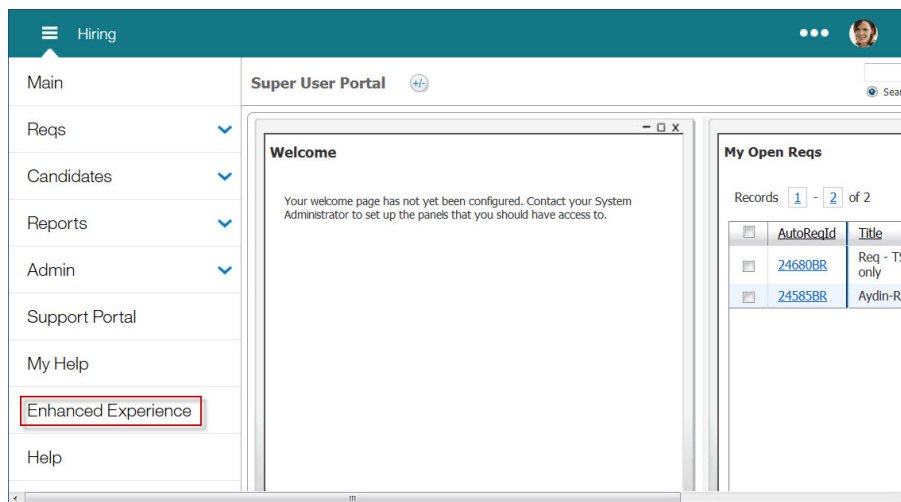 Hiring
Main
Reqs
Candidates
Reports
Admin
Support Portal
My Help
Enhanced Experience
Help
Super User Portal +/-
Sear
Welcome
Your welcome page has not yet been configured. Contact your System
Administrator to set up the panels that you should have access to.
My Open Reqs
Records 1 - 2 of 2
AutoReqId Title
24680BR Req - TS
only
24585BR Aydin-R